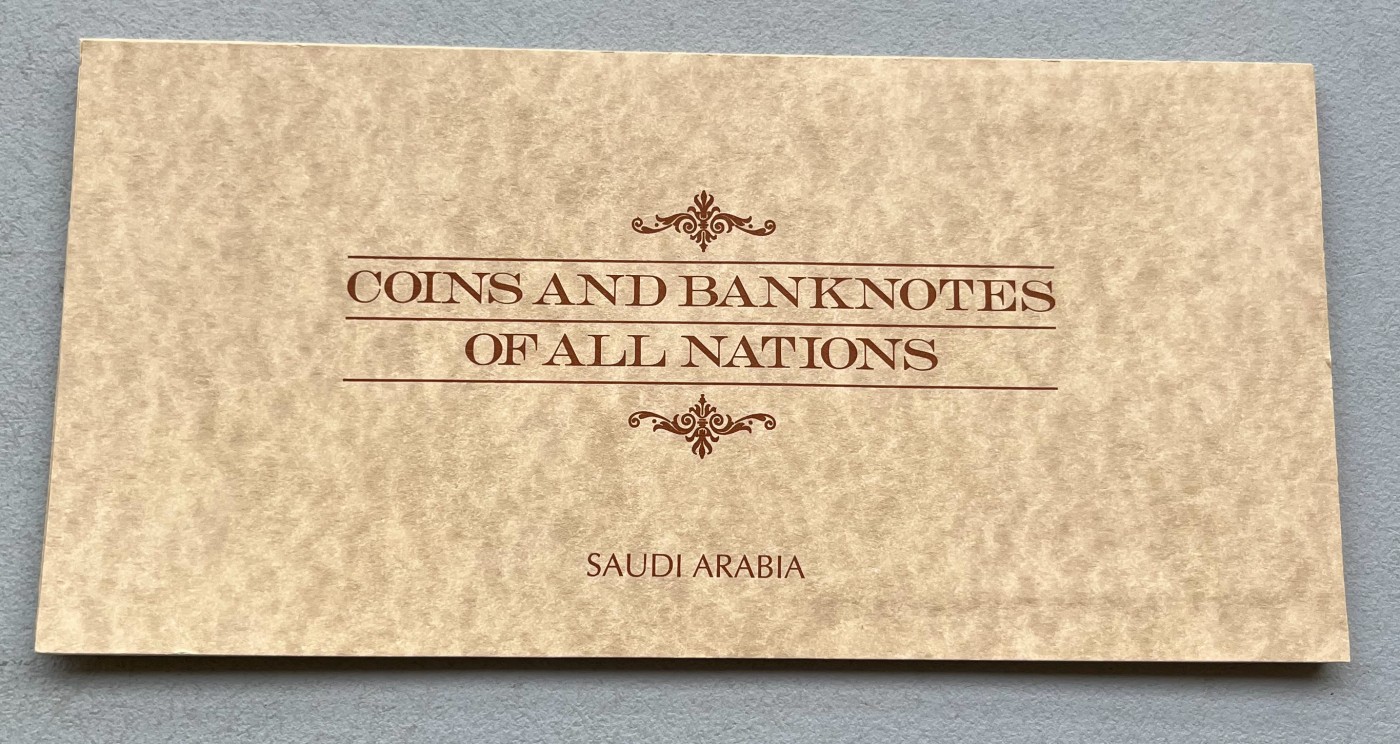 COINS AND BANKNOTES
OF ALL NATIONS
SAUDI ARABIA